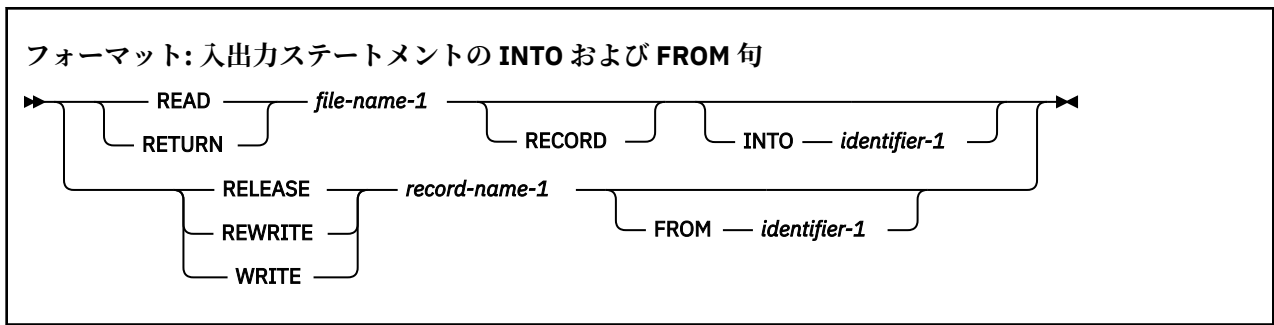 フォーマット: 入出力ステートメントの INTO および FROM 句
READ file-name-1
RETURN RECORD INTO identifier-1
RELEASE record-name-1
REWRITE FROM identifier-1
WRITE